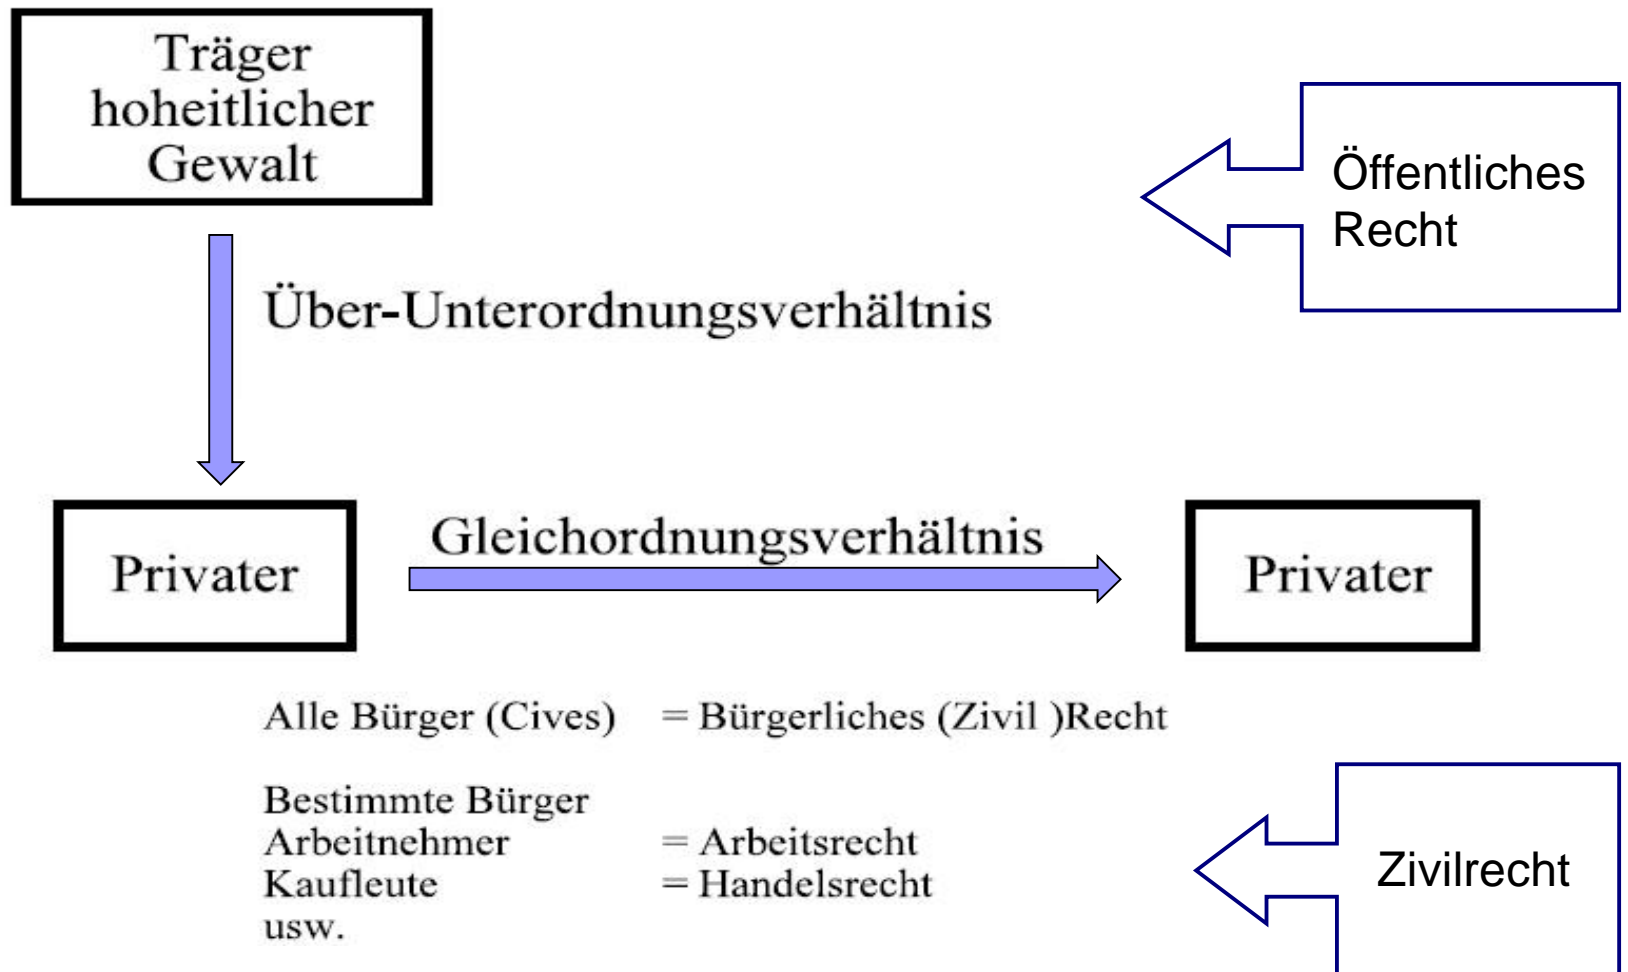 Träger
hoheitlicher
Gewalt
Öffentliches
Recht
Über-Unterordnungsverhältnis
Gleichordnungsverhältnis
Privater
Privater
Alle Bürger (Cives) = Bürgerliches (Zivil )Recht
Bestimmte Bürger
Arbeitnehmer = Arbeitsrecht
Kaufleute = Handelsrecht
usw.
Zivilrecht